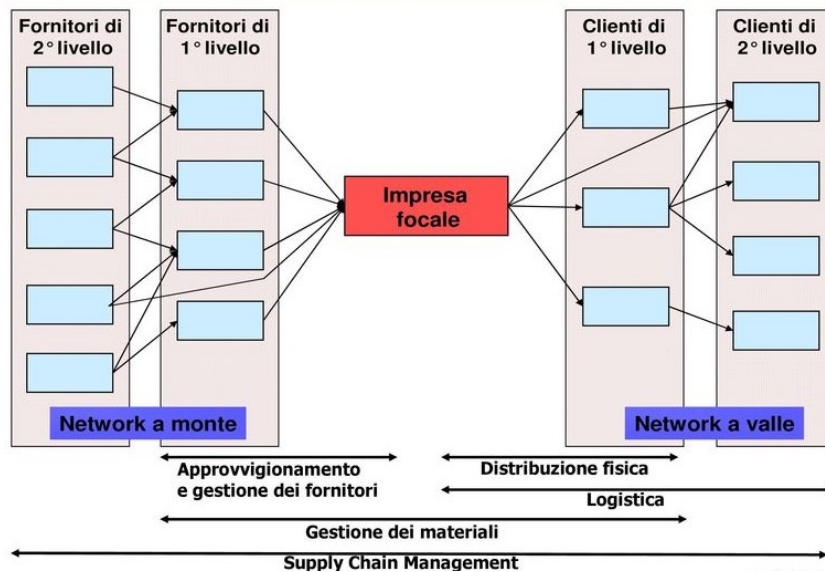 Fornitori di
2° livello
Fornitori di
1° livello
Clienti di
1° livello
Clienti di
2° livello
Impresa
focale
Network a monte
Network a valle
Approvvigionamento
e gestione dei fornitori
Distribuzione fisica
Logistica
Gestione dei materiali
Supply Chain Management